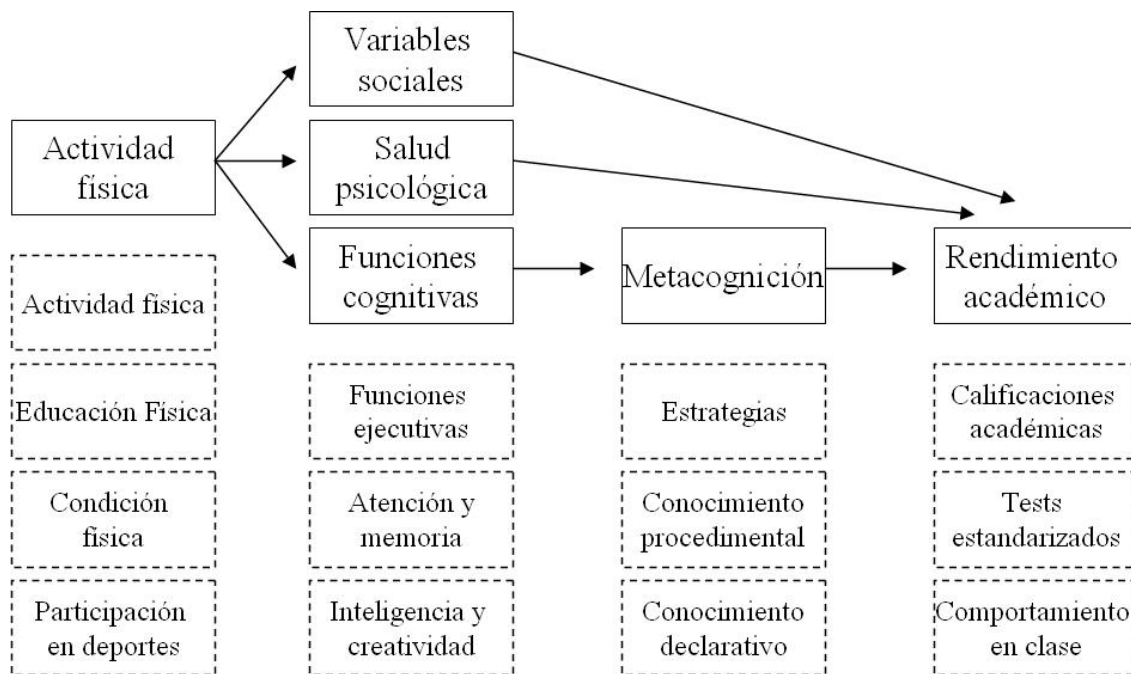 Variables
sociales
Actividad
física
Salud
psicológica
Funciones
cognitivas
Metacognición
Rendimiento
académico
Actividad física
Educación Física
Funciones
ejecutivas
Estrategias
Calificaciones
académicas
Condición
física
Atención y
memoria
Conocimiento
procedimental
Tests
estandarizados
Participación
en deportes
Inteligencia y
creatividad
Conocimiento
declarativo
Comportamiento
en clase